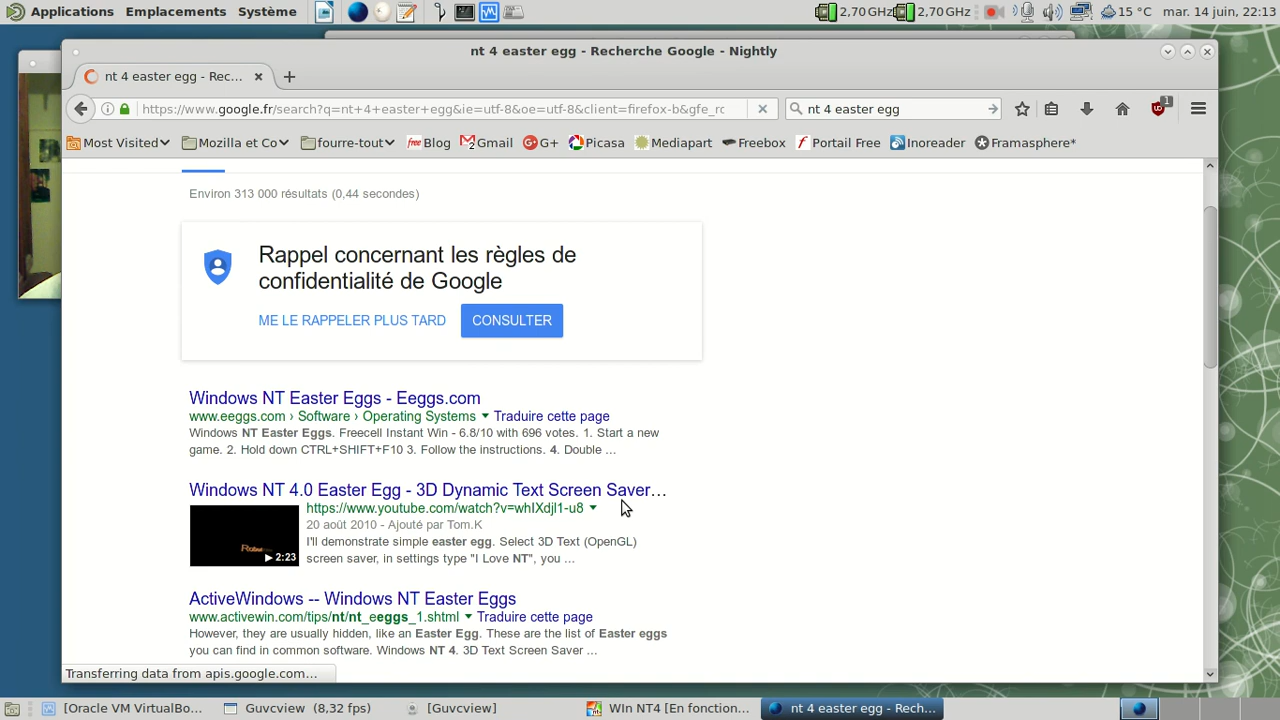 Applications Emplacements Système 2,70 GHz 2,70 GHz 15 °C mar. 14 juin, 22:13
nt 4 easter egg - Recherche Google - Nightly
nt 4 easter egg - Rec...
https://www.google.fr/search?q=nt+4+easter+egg&ie=utf-8&oe=utf-8&client=firefox-b&gfe_rc nt 4 easter egg 1
Most Visited Mozilla et Co fourre-tout free Blog Gmail G+ Picasa Mediapart Freebox Portail Free Inoreader Framasphere*
Environ 313 000 résultats (0,44 secondes)
Rappel concernant les règles de
confidentialité de Google
ME LE RAPPELER PLUS TARD CONSULTER
Windows NT Easter Eggs - Eeggs.com
www.eeggs.com › Software › Operating Systems Traduire cette page
Windows NT Easter Eggs. Freecell Instant Win - 6.8/10 with 696 votes. 1. Start a new
game. 2. Hold down CTRL+SHIFT+F10 3. Follow the instructions. 4. Double ...
Windows NT 4.0 Easter Egg - 3D Dynamic Text Screen Saver...
https://www.youtube.com/watch?v=whIXdjl1-u8
20 août 2010 - Ajouté par Tom.K
I'll demonstrate simple easter egg. Select 3D Text (OpenGL)
screen saver, in settings type "I Love NT", you ...
2:23
ActiveWindows -- Windows NT Easter Eggs
www.activewin.com/tips/nt/nt_eeggs_1.shtml Traduire cette page
However, they are usually hidden, like an Easter Egg. These are the list of Easter eggs
you can find in common software. Windows NT 4. 3D Text Screen Saver ...
Transferring data from apis.google.com...
[Oracle VM VirtualBo... Guvcview (8,32 fps) [Guvcview] WIn NT4 [En fonction... nt 4 easter egg - Rech...